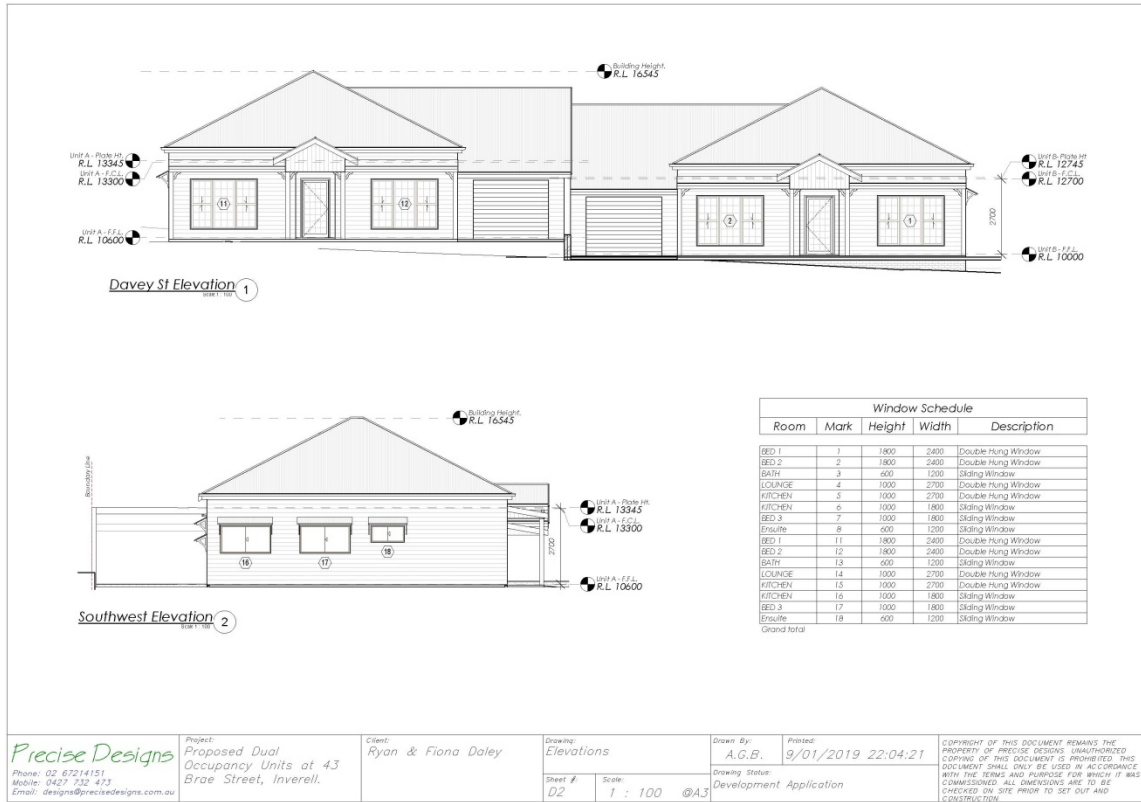 Building Height.
R.L. 16545
Unit A - Plate Ht.
R.L. 13345
Unit A - F.C.L.
R.L. 13300
Unit A - F.F.L.
R.L. 10600
Unit B- Plate Ht
R.L. 12745
Unit B - F.C.L.
R.L. 12700
2700
Unit B - F.F.L.
R.L. 10000
11
12
2
1
Davey St Elevation 1
Scale 1 : 100
Building Height.
R.L. 16545
Boundary Line
Unit A - Plate Ht.
R.L. 13345
Unit A - F.C.L.
R.L. 13300
2700
Unit A - F.F.L.
R.L. 10600
16
17
18
Southwest Elevation 2
Scale 1 : 100
Window Schedule
Room Mark Height Width Description
BED 1 1 1800 2400 Double Hung Window
BED 2 2 1800 2400 Double Hung Window
BATH 3 600 1200 Sliding Window
LOUNGE 4 1000 2700 Double Hung Window
KITCHEN 5 1000 2700 Double Hung Window
KITCHEN 6 1000 1800 Sliding Window
BED 3 7 1000 1800 Sliding Window
Ensuite 8 600 1200 Sliding Window
BED 1 11 1800 2400 Double Hung Window
BED 2 12 1800 2400 Double Hung Window
BATH 13 600 1200 Sliding Window
LOUNGE 14 1000 2700 Double Hung Window
KITCHEN 15 1000 2700 Double Hung Window
KITCHEN 16 1000 1800 Sliding Window
BED 3 17 1000 1800 Sliding Window
Ensuite 18 600 1200 Sliding Window
Grand total
Precise Designs
Phone: 02 67214151
Mobile: 0427 732 473
Email: designs@precisedesigns.com.au
Project:
Proposed Dual
Occupancy Units at 43
Brae Street, Inverell.
Client:
Ryan & Fiona Daley
Drawing:
Elevations
Sheet #:
D2
Scale:
1 : 100 @A3
Drawn By:
A.G.B.
Printed:
9/01/2019 22:04:21
Drawing Status:
Development Application
COPYRIGHT OF THIS DOCUMENT REMAINS THE
PROPERTY OF PRECISE DESIGNS. UNAUTHORIZED
COPYING OF THIS DOCUMENT IS PROHIBITED. THIS
DOCUMENT SHALL ONLY BE USED IN ACCORDANCE
WITH THE TERMS AND PURPOSE FOR WHICH IT WAS
COMMISSIONED. ALL DIMENSIONS ARE TO BE
CHECKED ON SITE PRIOR TO SET OUT AND
CONSTRUCTION.